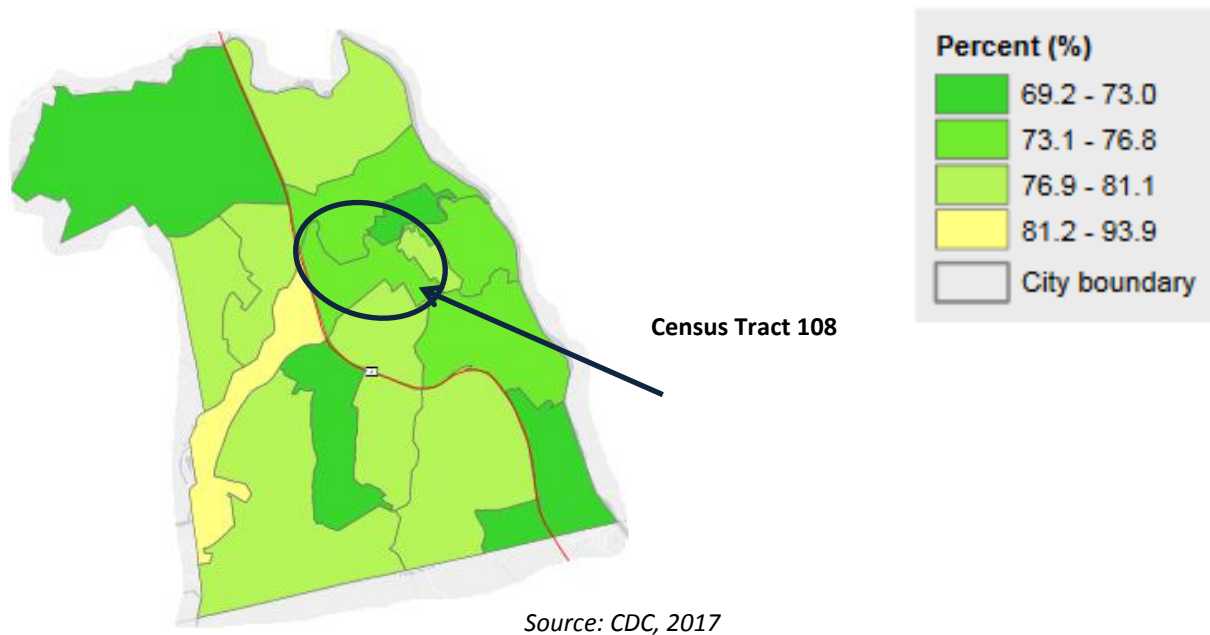 Percent (%)
69.2 - 73.0
73.1 - 76.8
76.9 - 81.1
81.2 - 93.9
City boundary
Census Tract 108
Source: CDC, 2017